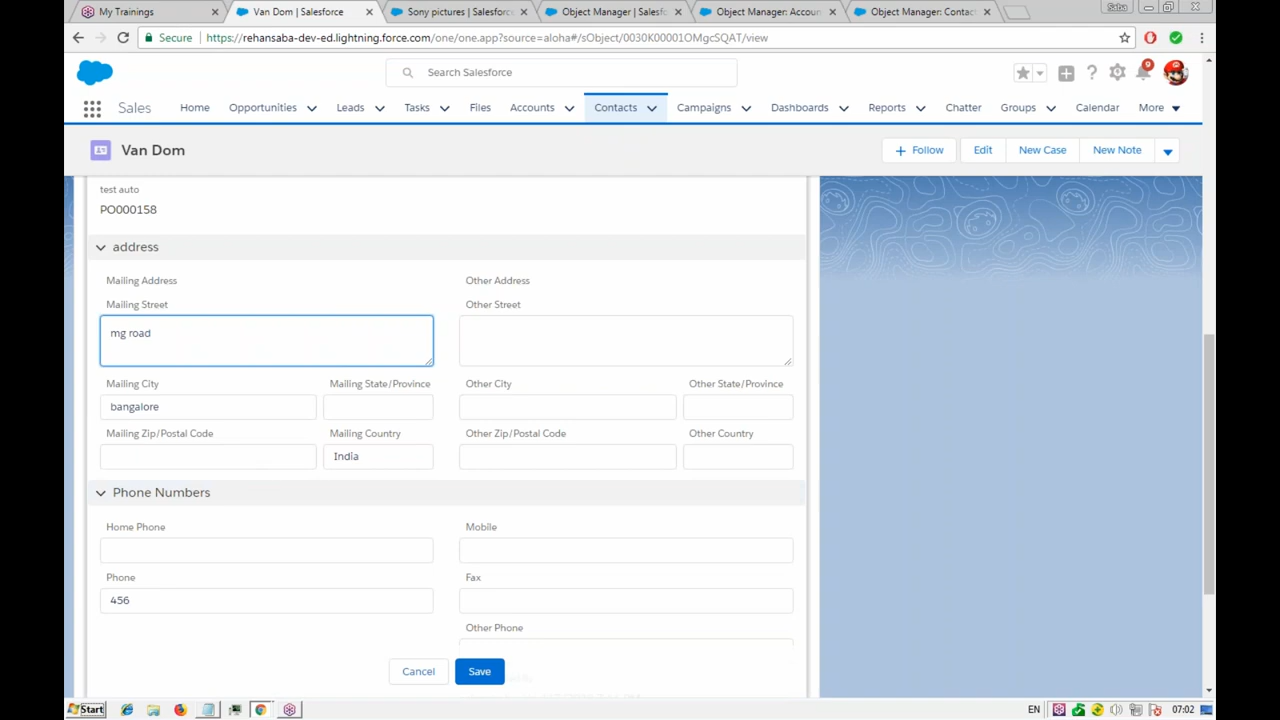 My Trainings
Van Dom | Salesforce
Sony pictures | Salesforc
Object Manager | Salesf
Object Manager: Accoun
Object Manager: Contac
Saba
Secure
https://rehansaba-dev-ed.lightning.force.com/one/one.app?source=aloha#/sObject/0030K00001OMgcSQAT/view
Search Salesforce
9
Sales Home Opportunities Leads Tasks Files Accounts Contacts Campaigns Dashboards Reports Chatter Groups Calendar More
Van Dom
+ Follow Edit New Case New Note
test auto
PO000158
address
Mailing Address Other Address
Mailing Street Other Street
mg road
Mailing City Mailing State/Province Other City Other State/Province
bangalore
Mailing Zip/Postal Code Mailing Country Other Zip/Postal Code Other Country
India
Phone Numbers
Home Phone Mobile
Phone Fax
456
Other Phone
Cancel Save
Start EN 07:02